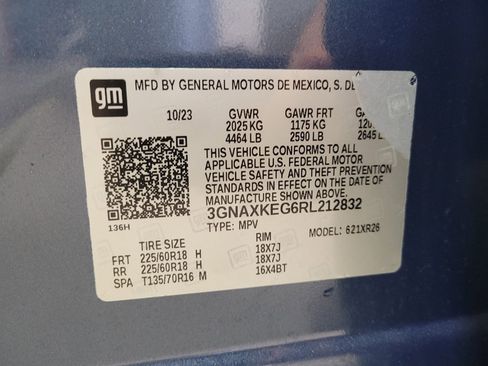 gm
MFD BY GENERAL MOTORS DE MEXICO, S. DE
10/23 GVWR GAWR FRT
2025 KG 1175 KG
4464 LB 2590 LB 2645
THIS VEHICLE CONFORMS TO ALL
APPLICABLE U.S. FEDERAL MOTOR
VEHICLE SAFETY AND THEFT PREVENTION
STANDARDS IN EFFECT ON THE DATE OF
MANUFACTURE SHOWN ABOVE.
3GNAXKEG6RL212832
136H TYPE: MPV MODEL: 621XR26
TIRE SIZE RIM
FRT 225/60R18 H 18X7J
RR 225/60R18 H 18X7J
SPA T135/70R16 M 16X4BT